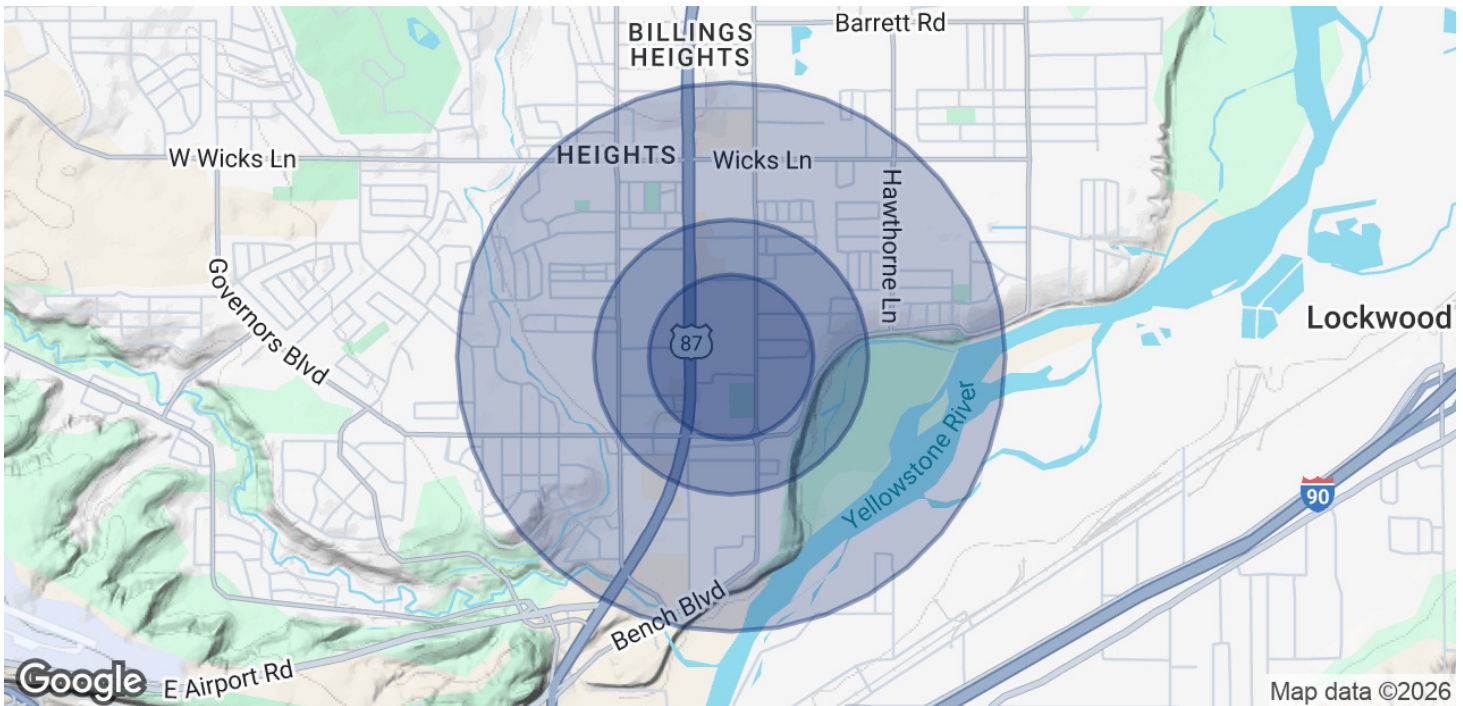 BILLINGS
HEIGHTS
Barrett Rd
W Wicks Ln
HEIGHTS
Wicks Ln
Hawthorne Ln
Governors Blvd
87
Lockwood
Yellowstone River
90
Bench Blvd
E Airport Rd
Google
Map data ©2026